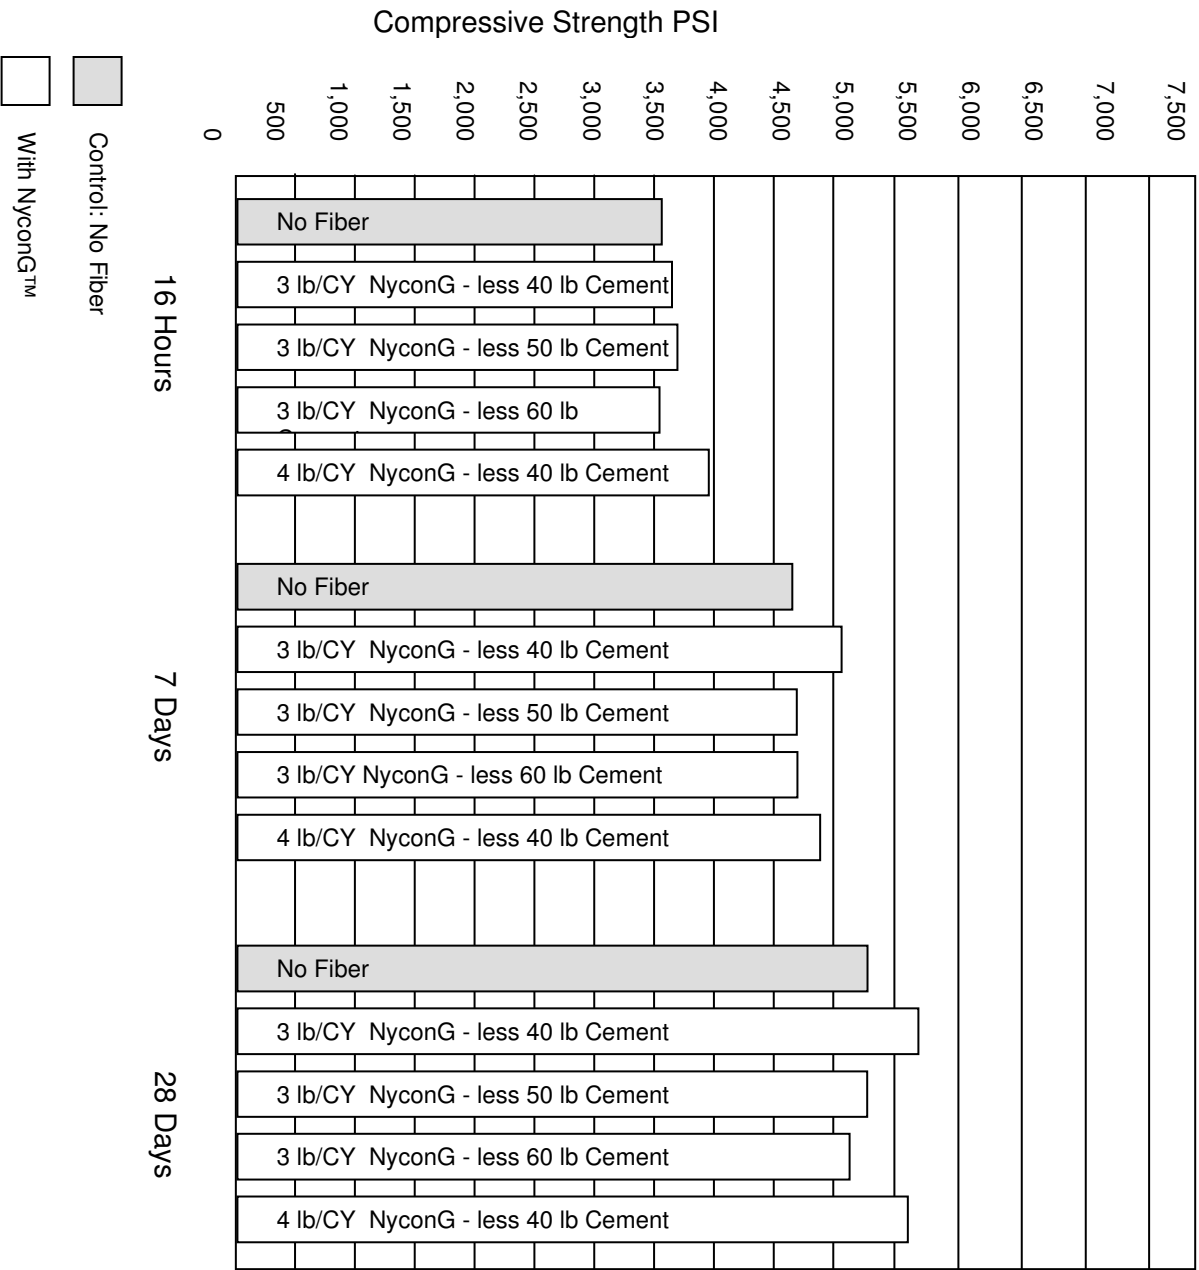 Compressive Strength PSI
7,500
7,000
6,500
6,000
5,500
5,000
4,500
4,000
3,500
3,000
2,500
2,000
1,500
1,000
500
0
No Fiber
3 lb/CY NyconG - less 40 lb Cement
3 lb/CY NyconG - less 50 lb Cement
3 lb/CY NyconG - less 60 lb
4 lb/CY NyconG - less 40 lb Cement
No Fiber
3 lb/CY NyconG - less 40 lb Cement
3 lb/CY NyconG - less 50 lb Cement
3 lb/CY NyconG - less 60 lb Cement
4 lb/CY NyconG - less 40 lb Cement
No Fiber
3 lb/CY NyconG - less 40 lb Cement
3 lb/CY NyconG - less 50 lb Cement
3 lb/CY NyconG - less 60 lb Cement
4 lb/CY NyconG - less 40 lb Cement
16 Hours
7 Days
28 Days
Control: No Fiber
With NyconG™